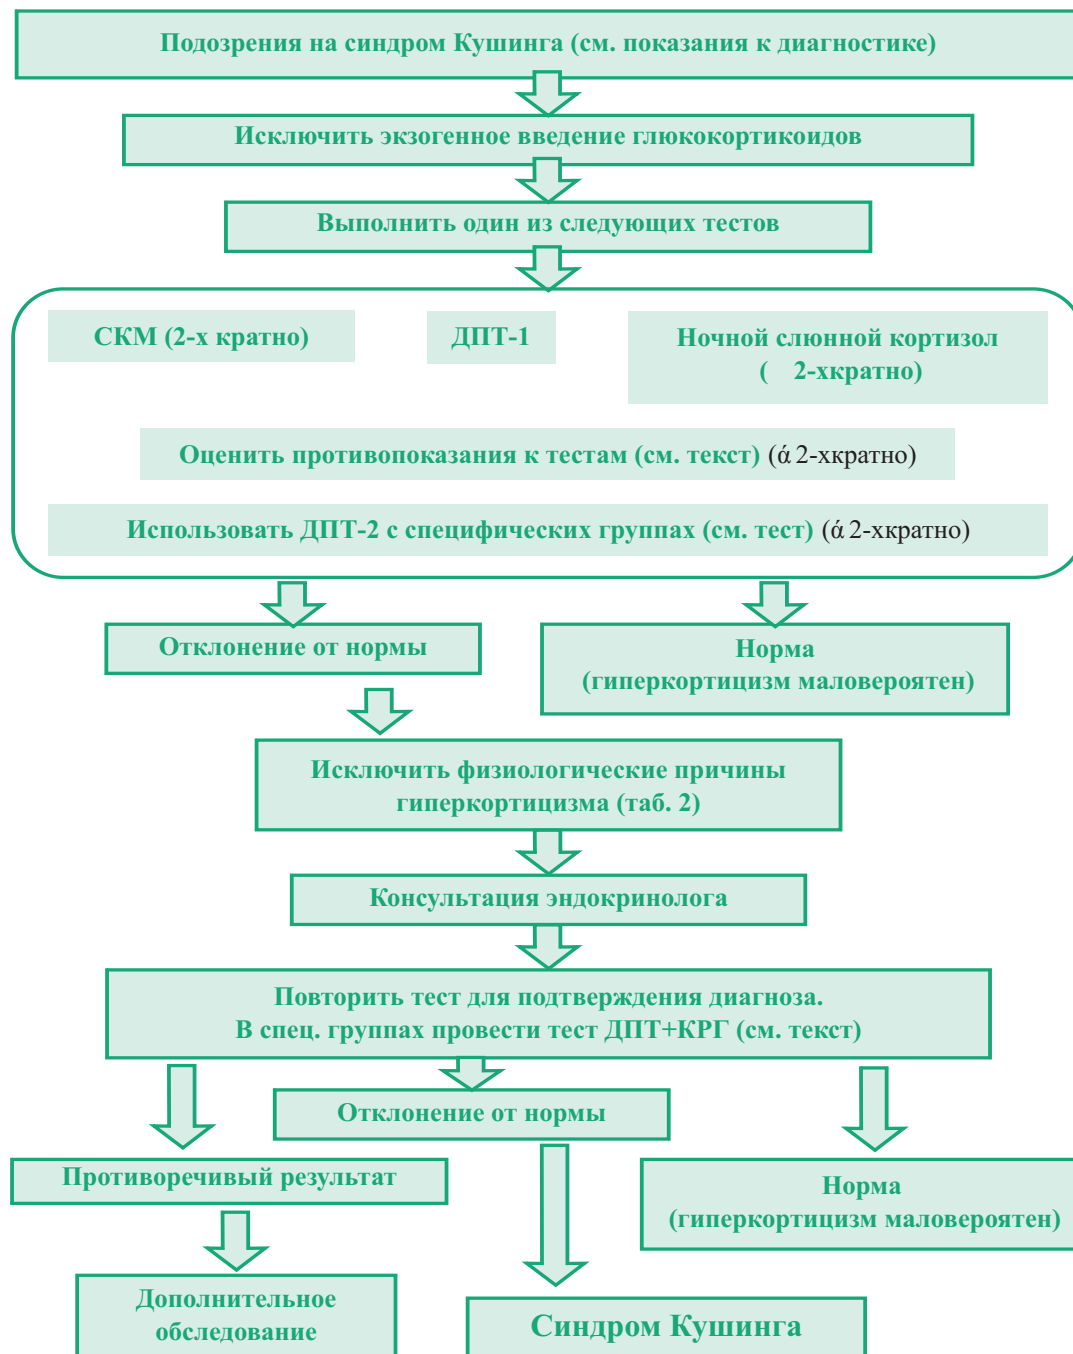 Подозрения на синдром Кушинга (см. показания к диагностике)
Исключить экзогенное введение глюкокортикоидов
Выполнить один из следующих тестов
СКМ (2-х кратно)
ДПТ-1
Ночной слюнной кортизол
( 2-хкратно)
Оценить противопоказания к тестам (см. текст) (ά 2-хкратно)
Использовать ДПТ-2 с специфических группах (см. тест) (ά 2-хкратно)
Отклонение от нормы
Норма
(гиперкортицизм маловероятен)
Исключить физиологические причины
гиперкортицизма (таб. 2)
Консультация эндокринолога
Повторить тест для подтверждения диагноза.
В спец. группах провести тест ДПТ+КРГ (см. текст)
Отклонение от нормы
Противоречивый результат
Норма
(гиперкортицизм маловероятен)
Дополнительное
обследование
Синдром Кушинга